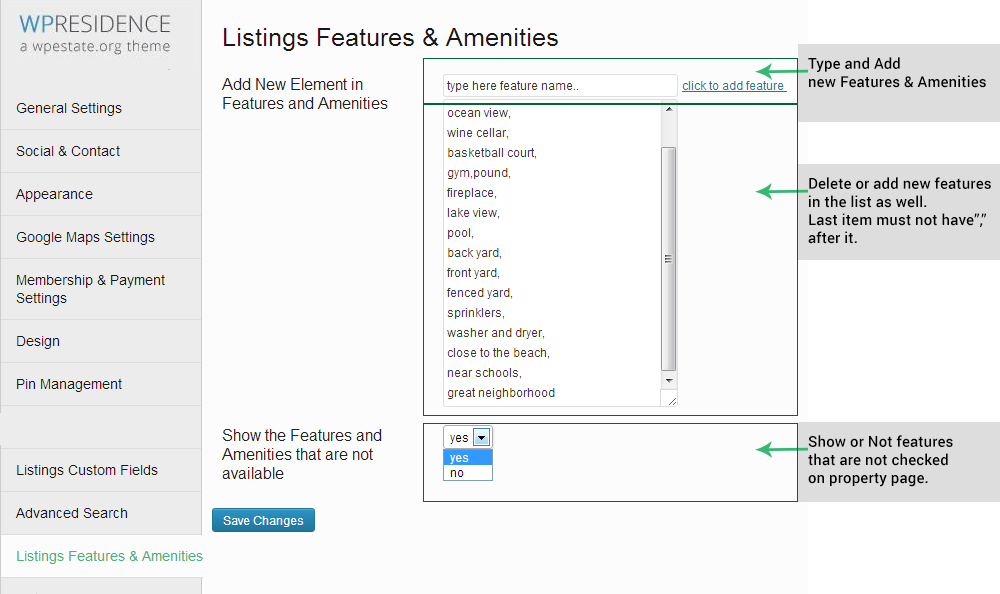 WPRESIDENCE
a wpestate.org theme
General Settings
Social & Contact
Appearance
Google Maps Settings
Membership & Payment
Settings
Design
Pin Management
Listings Custom Fields
Advanced Search
Listings Features & Amenities
Listings Features & Amenities
Add New Element in
Features and Amenities
type here feature name..
click to add feature
ocean view,
wine cellar,
basketball court,
gym,pound,
fireplace,
lake view,
pool,
back yard,
front yard,
fenced yard,
sprinklers,
washer and dryer,
close to the beach,
near schools,
great neighborhood
Show the Features and
Amenities that are not
available
yes
yes
no
Save Changes
Type and Add
new Features & Amenities
Delete or add new features
in the list as well.
Last item must not have”,”
after it.
Show or Not features
that are not checked
on property page.